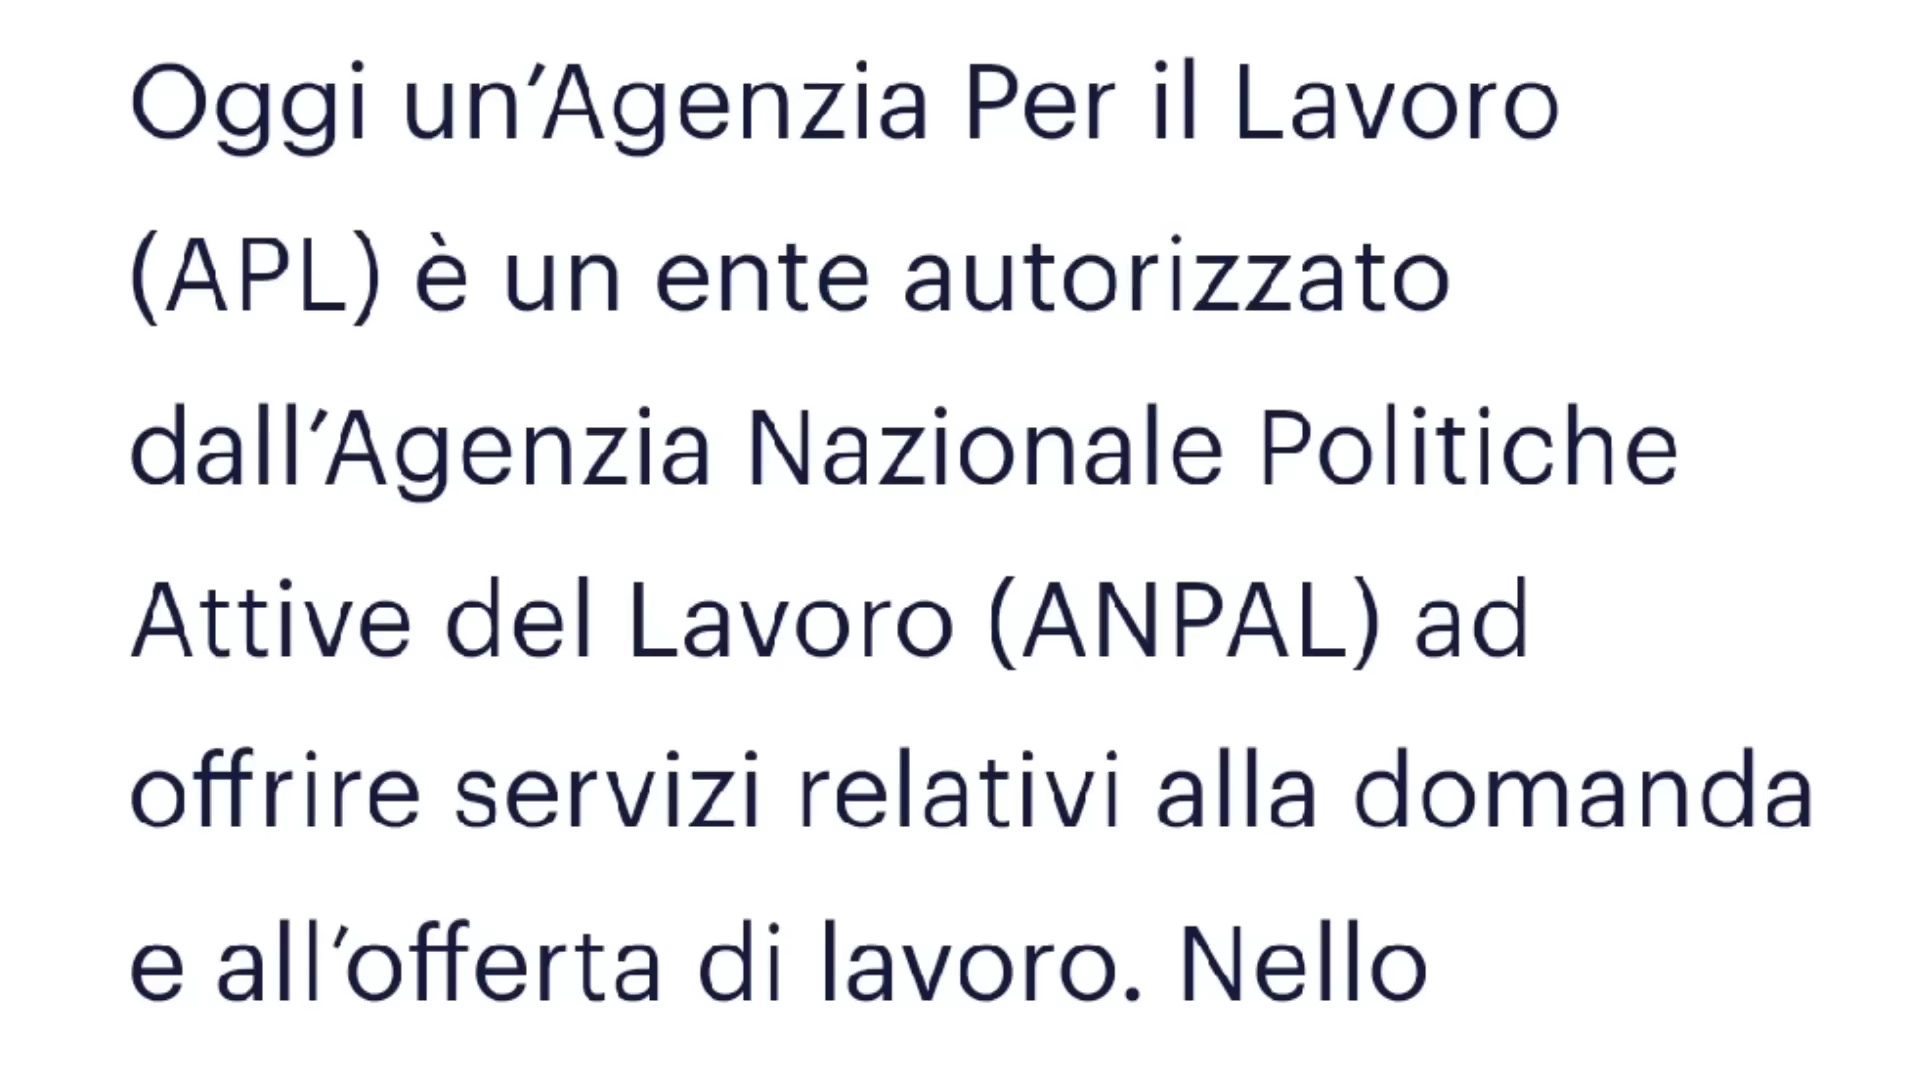 Oggi un’Agenzia Per il Lavoro
(APL) è un ente autorizzato
dall’Agenzia Nazionale Politiche
Attive del Lavoro (ANPAL) ad
offrire servizi relativi alla domanda
e all’offerta di lavoro. Nello